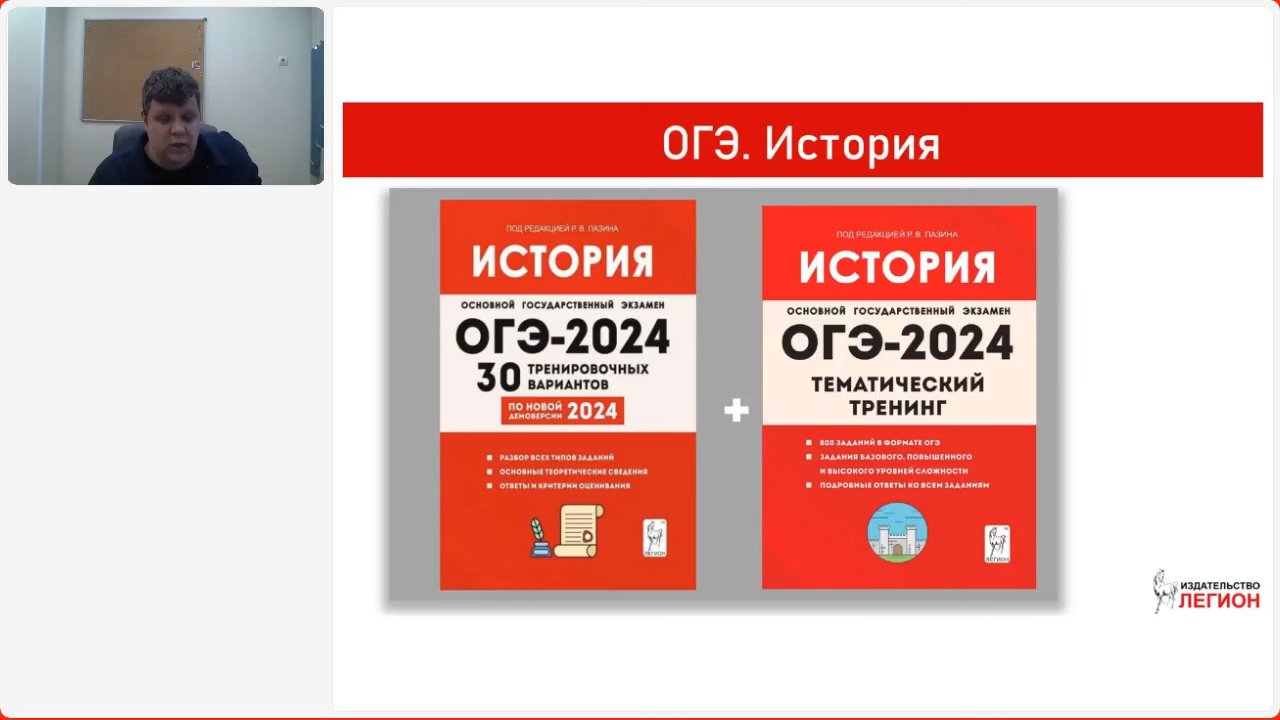 ОГЭ. История
ПОД РЕДАКЦИЕЙ Р. В. ПАЗИНА
ИСТОРИЯ
ОСНОВНОЙ ГОСУДАРСТВЕННЫЙ ЭКЗАМЕН
ОГЭ-2024
30 ТРЕНИРОВОЧНЫХ
ВАРИАНТОВ
ПО НОВОЙ
ДЕМОВЕРСИИ 2024
РАЗБОР ВСЕХ ТИПОВ ЗАДАНИЙ
ОСНОВНЫЕ ТЕОРЕТИЧЕСКИЕ СВЕДЕНИЯ
ОТВЕТЫ И КРИТЕРИИ ОЦЕНИВАНИЯ
ЛЕГИОН
+
ПОД РЕДАКЦИЕЙ Р. В. ПАЗИНА
ИСТОРИЯ
ОСНОВНОЙ ГОСУДАРСТВЕННЫЙ ЭКЗАМЕН
ОГЭ-2024
ТЕМАТИЧЕСКИЙ
ТРЕНИНГ
600 ЗАДАНИЙ В ФОРМАТЕ ОГЭ
ЗАДАНИЯ БАЗОВОГО, ПОВЫШЕННОГО
И ВЫСОКОГО УРОВНЕЙ СЛОЖНОСТИ
ПОДРОБНЫЕ ОТВЕТЫ КО ВСЕМ ЗАДАНИЯМ
ЛЕГИОН
ИЗДАТЕЛЬСТВО
ЛЕГИОН